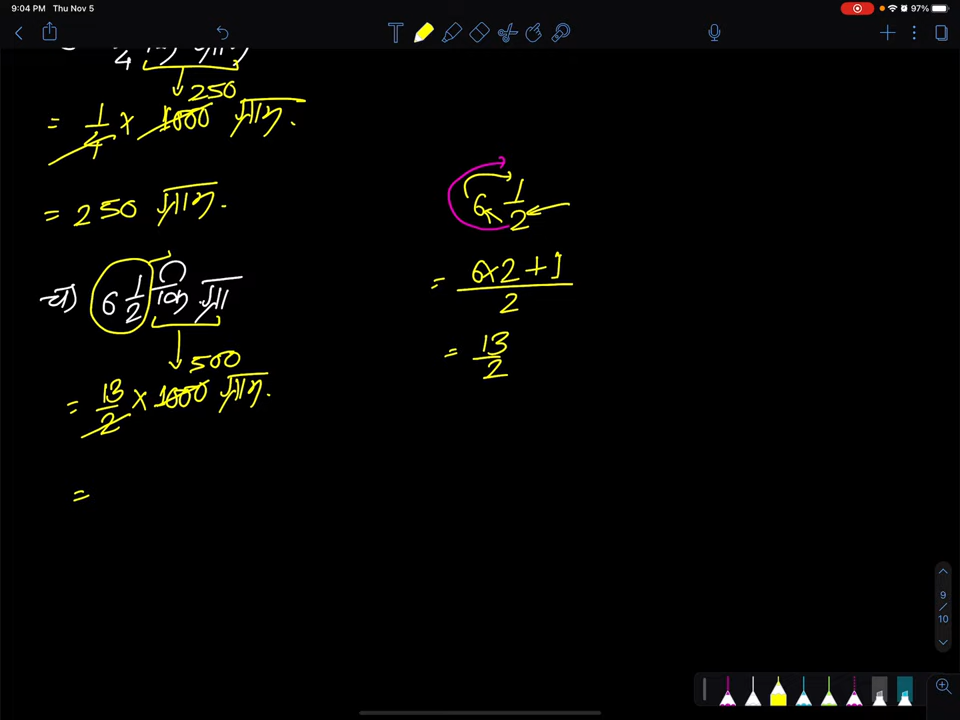 9:04 PM Thu Nov 5
97%
T
4
250
= 1/4 × 1000 ग्राम.
= 250 ग्राम.
6 1/2
च) 6 1/2
= (6×2+1)/2
500
= 13/2
= 13/2 × 1000 ग्राम.
=
9
/
10